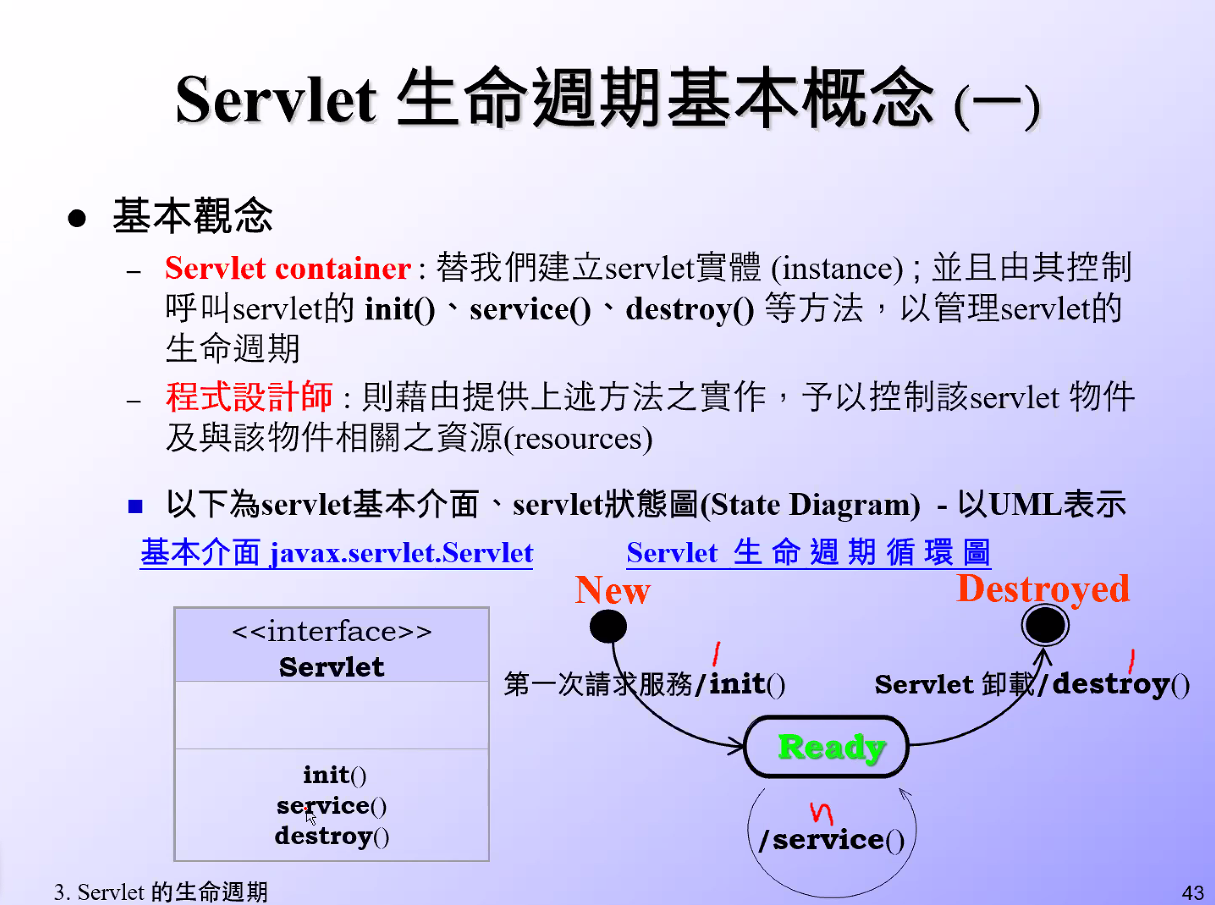 Servlet 生命週期基本概念 (一)
● 基本觀念
– Servlet container : 替我們建立servlet實體 (instance) ; 並且由其控制
呼叫servlet的 init()、service()、destroy() 等方法，以管理servlet的
生命週期
– 程式設計師 : 則藉由提供上述方法之實作，予以控制該servlet 物件
及與該物件相關之資源(resources)
■ 以下為servlet基本介面、servlet狀態圖(State Diagram) - 以UML表示
基本介面 javax.servlet.Servlet
Servlet 生 命 週 期 循 環 圖
<<interface>>
Servlet
init()
service()
destroy()
New
Destroyed
1
1
第一次請求服務/init()
Servlet 卸載/destroy()
Ready
n
/service()
3. Servlet 的生命週期
43